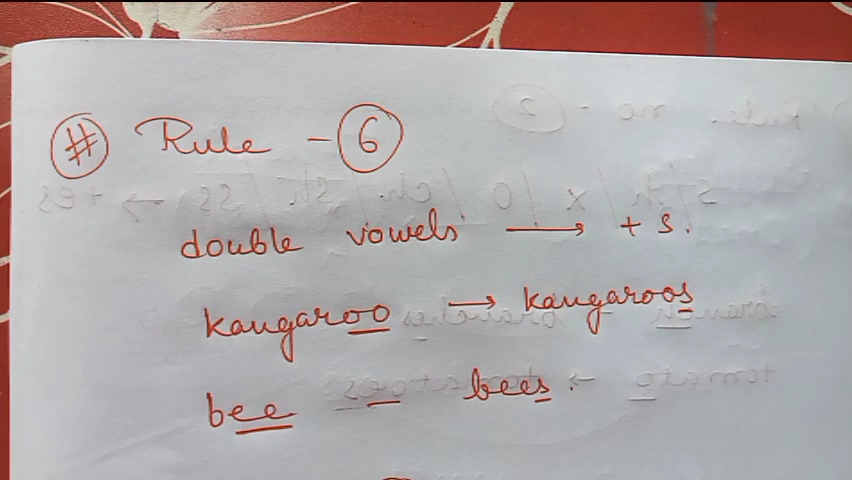 # Rule - 6
double vowels → + s.
kangaroo → kangaroos
bee bees.